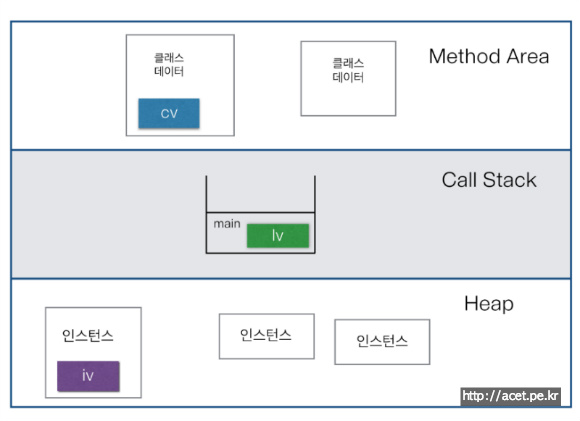 클래스
데이터
cv
클래스
데이터
Method Area
Call Stack
main
lv
Heap
인스턴스
iv
인스턴스
인스턴스
http://acet.pe.kr